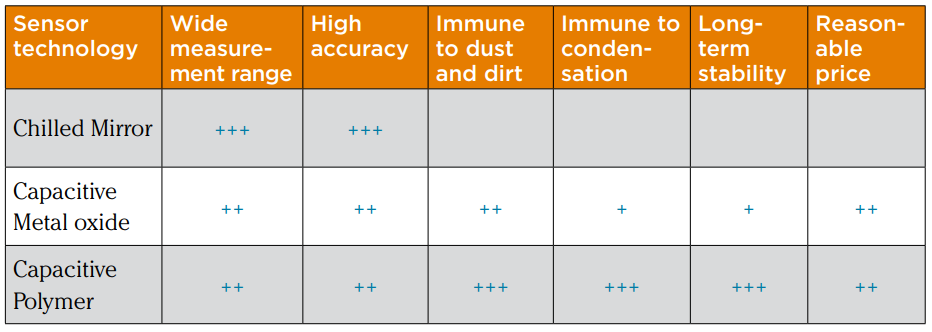 Sensor technology | Wide measure-ment range | High accuracy | Immune to dust and dirt | Immune to conden-sation | Long-term stability | Reason-able price
Chilled Mirror | +++ | +++ | | | | |
Capacitive Metal oxide | ++ | ++ | ++ | + | + | ++
Capacitive Polymer | ++ | ++ | +++ | +++ | +++ | ++